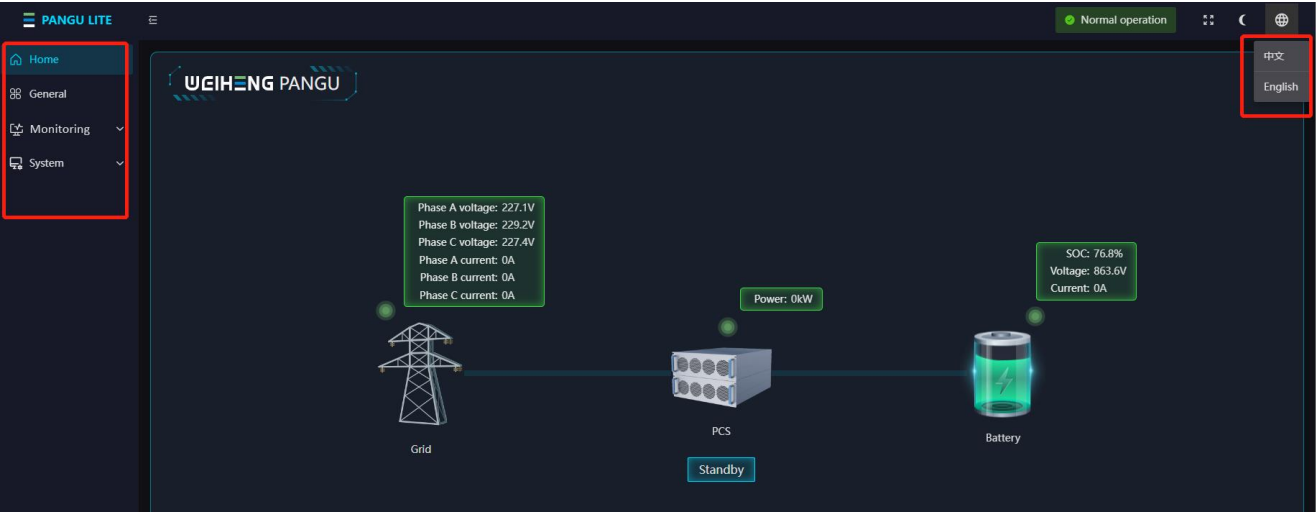 PANGU LITE
Normal operation
Home
General
Monitoring
System
中文
English
WEIHENG PANGU
Phase A voltage: 227.1V
Phase B voltage: 229.2V
Phase C voltage: 227.4V
Phase A current: 0A
Phase B current: 0A
Phase C current: 0A
Power: 0kW
SOC: 76.8%
Voltage: 863.6V
Current: 0A
Grid
PCS
Battery
Standby